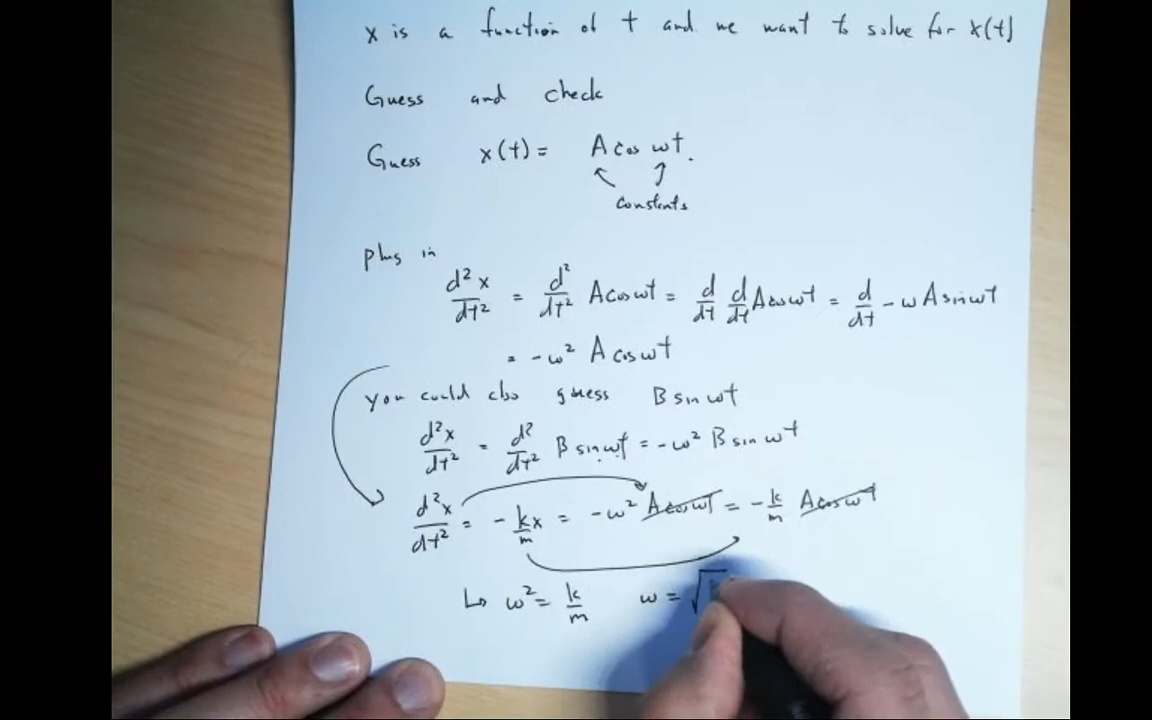 x is a function of t and we want to solve for x(t)
Guess and check
Guess x(t) = A cos ωt.
constants
plug in
d²x/dt² = d²/dt² A cos ωt = d/dt d/dt A cos ωt = d/dt - ω A sin ωt
= -ω² A cos ωt
you could also guess B sin ωt
d²x/dt² = d²/dt² B sin ωt = -ω² B sin ωt
d²x/dt² = - k/m x = -ω² A cos ωt = - k/m A cos ωt
↳ ω² = k/m ω = √